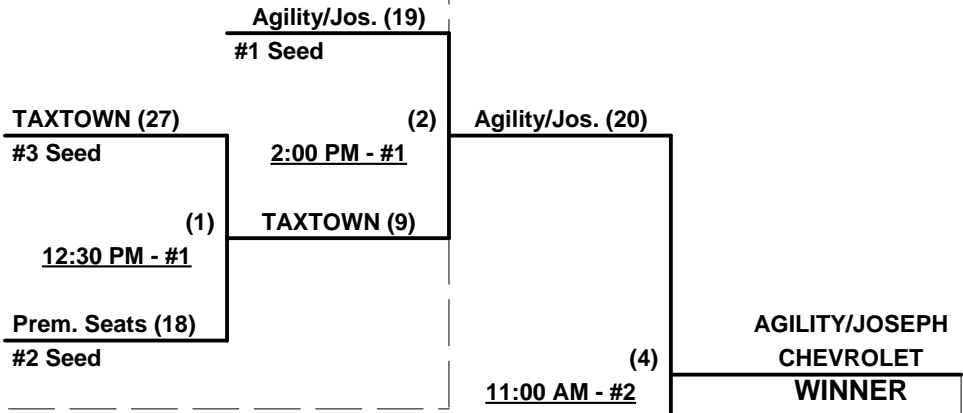 Agility/Jos. (19)
#1 Seed
TAXTOWN (27)
#3 Seed
(2)
2:00 PM - #1
Agility/Jos. (20)
(1)
12:30 PM - #1
TAXTOWN (9)
Prem. Seats (18)
#2 Seed
(4)
11:00 AM - #2
AGILITY/JOSEPH
CHEVROLET
WINNER